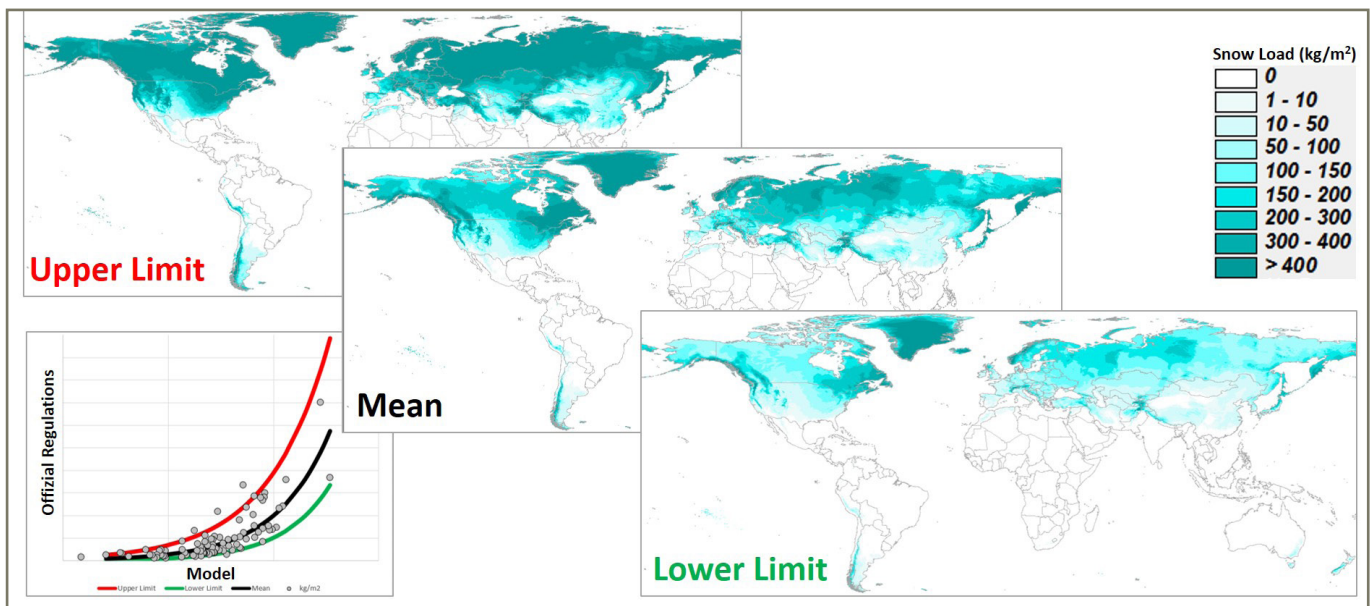 Snow Load (kg/m²)
0
1 - 10
10 - 50
50 - 100
100 - 150
150 - 200
200 - 300
300 - 400
> 400
Upper Limit
Mean
Lower Limit
Offizial Regulations
Model
Upper Limit
Lower Limit
Mean
kg/m2